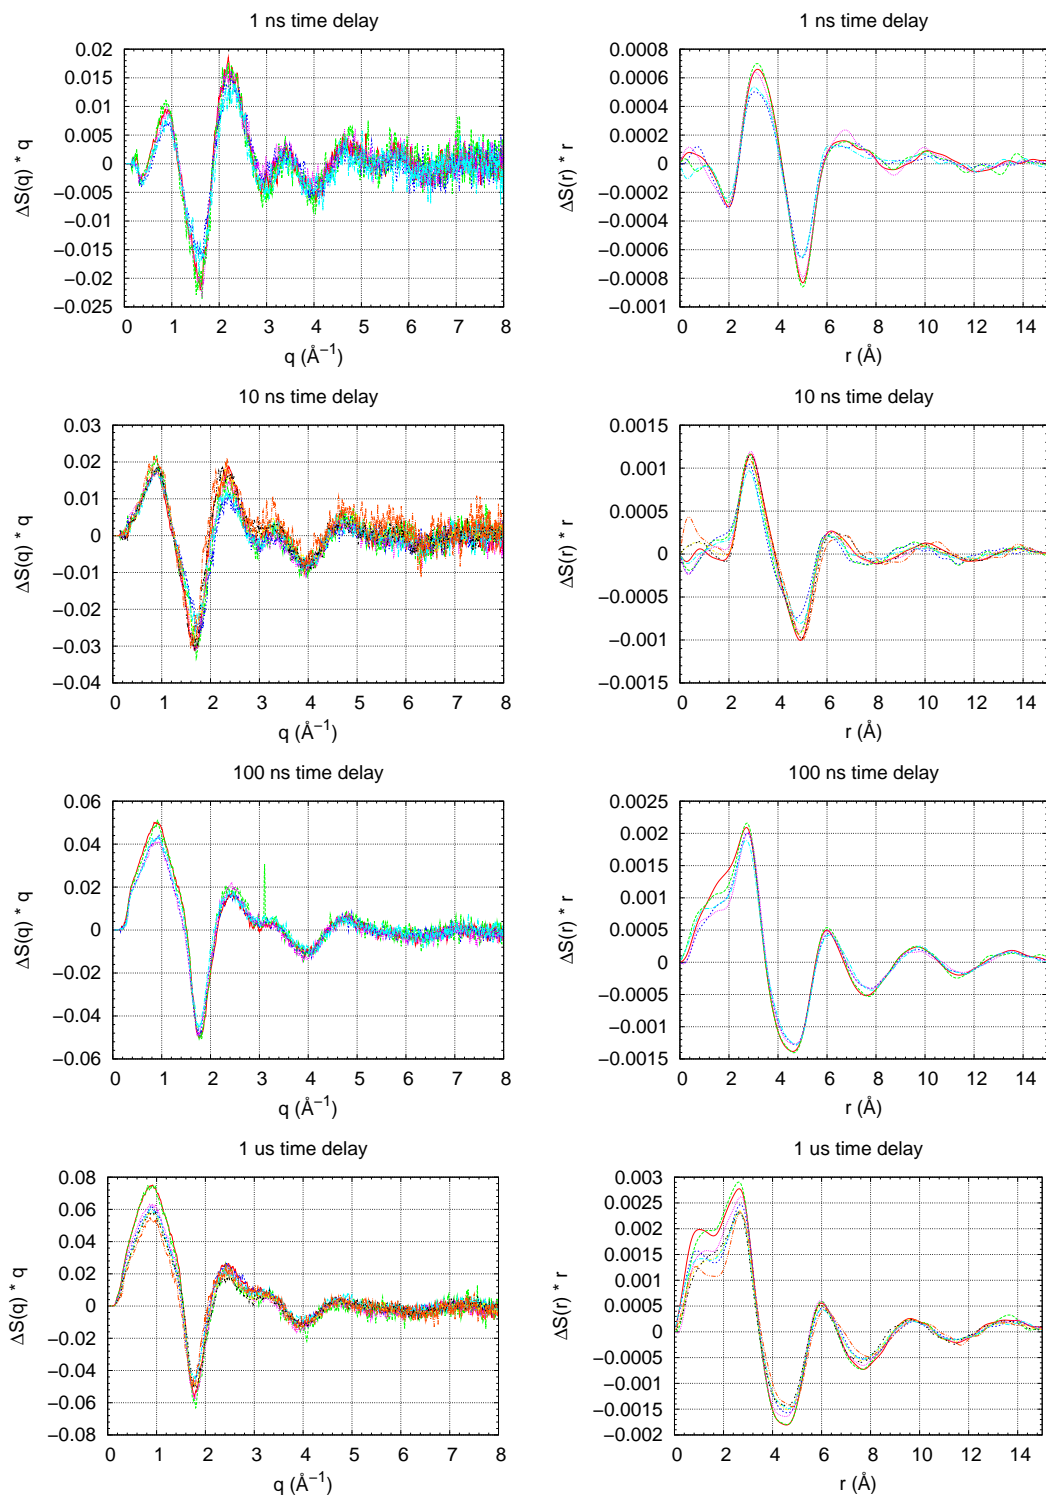 1 ns time delay
0.02
0.015
0.01
0.005
0
−0.005
−0.01
−0.015
−0.02
−0.025
ΔS(q) * q
0 1 2 3 4 5 6 7 8
q (Å⁻¹)
1 ns time delay
0.0008
0.0006
0.0004
0.0002
0
−0.0002
−0.0004
−0.0006
−0.0008
−0.001
ΔS(r) * r
0 2 4 6 8 10 12 14
r (Å)
10 ns time delay
0.03
0.02
0.01
0
−0.01
−0.02
−0.03
−0.04
ΔS(q) * q
0 1 2 3 4 5 6 7 8
q (Å⁻¹)
10 ns time delay
0.0015
0.001
0.0005
0
−0.0005
−0.001
−0.0015
ΔS(r) * r
0 2 4 6 8 10 12 14
r (Å)
100 ns time delay
0.06
0.04
0.02
0
−0.02
−0.04
−0.06
ΔS(q) * q
0 1 2 3 4 5 6 7 8
q (Å⁻¹)
100 ns time delay
0.0025
0.002
0.0015
0.001
0.0005
0
−0.0005
−0.001
−0.0015
ΔS(r) * r
0 2 4 6 8 10 12 14
r (Å)
1 us time delay
0.08
0.06
0.04
0.02
0
−0.02
−0.04
−0.06
−0.08
ΔS(q) * q
0 1 2 3 4 5 6 7 8
q (Å⁻¹)
1 us time delay
0.003
0.0025
0.002
0.0015
0.001
0.0005
0
−0.0005
−0.001
−0.0015
−0.002
ΔS(r) * r
0 2 4 6 8 10 12 14
r (Å)